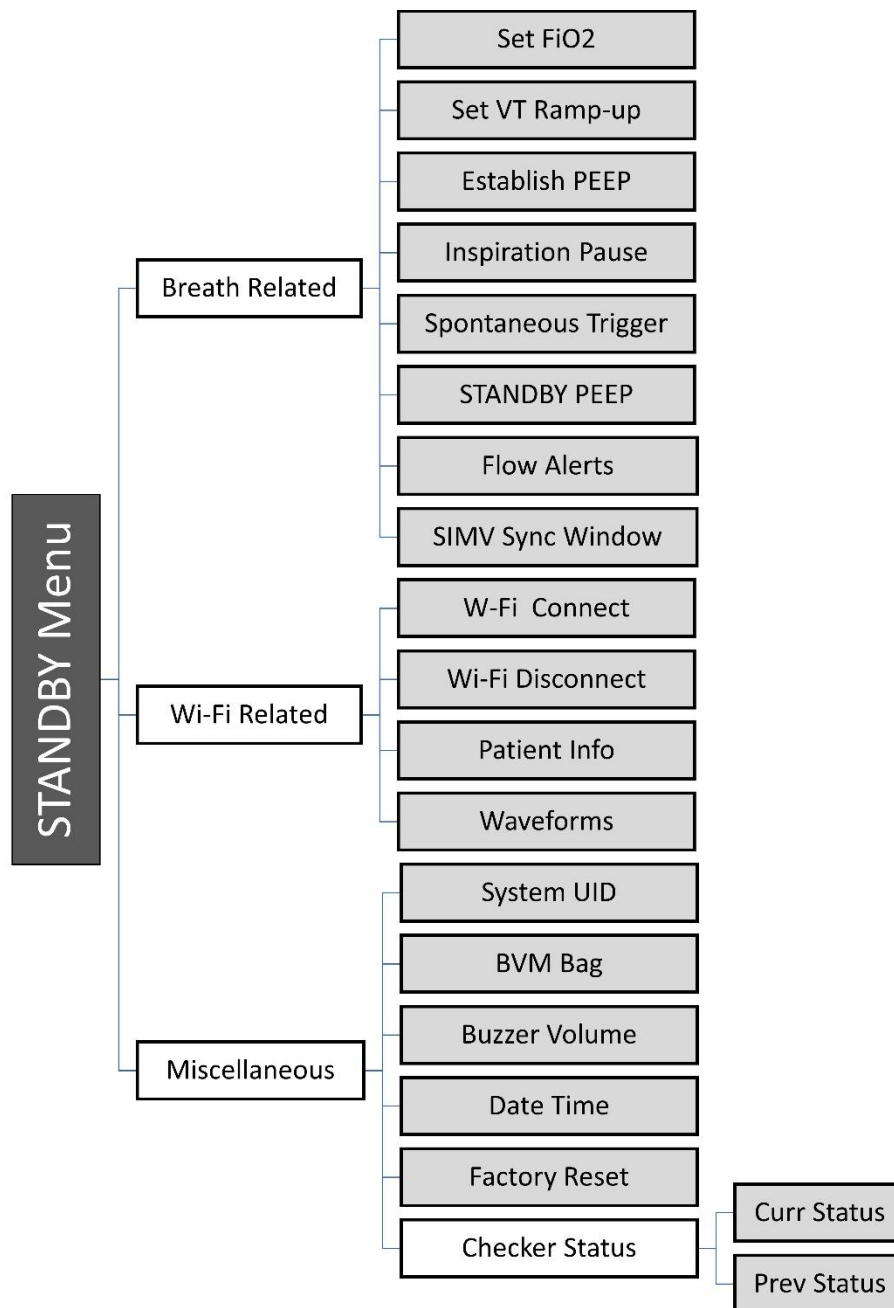 STANDBY Menu
Breath Related
Set FiO2
Set VT Ramp-up
Establish PEEP
Inspiration Pause
Spontaneous Trigger
STANDBY PEEP
Flow Alerts
SIMV Sync Window
Wi-Fi Related
W-Fi  Connect
Wi-Fi Disconnect
Patient Info
Waveforms
Miscellaneous
System UID
BVM Bag
Buzzer Volume
Date Time
Factory Reset
Checker Status
Curr Status
Prev Status